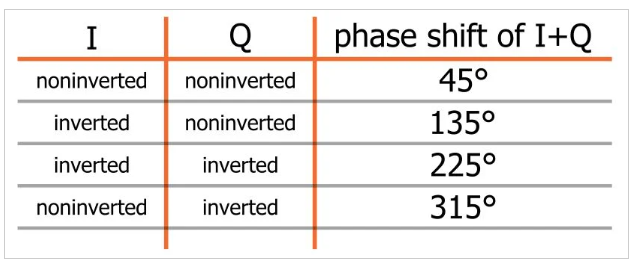 I Q phase shift of I+Q
noninverted noninverted 45°
inverted noninverted 135°
inverted inverted 225°
noninverted inverted 315°